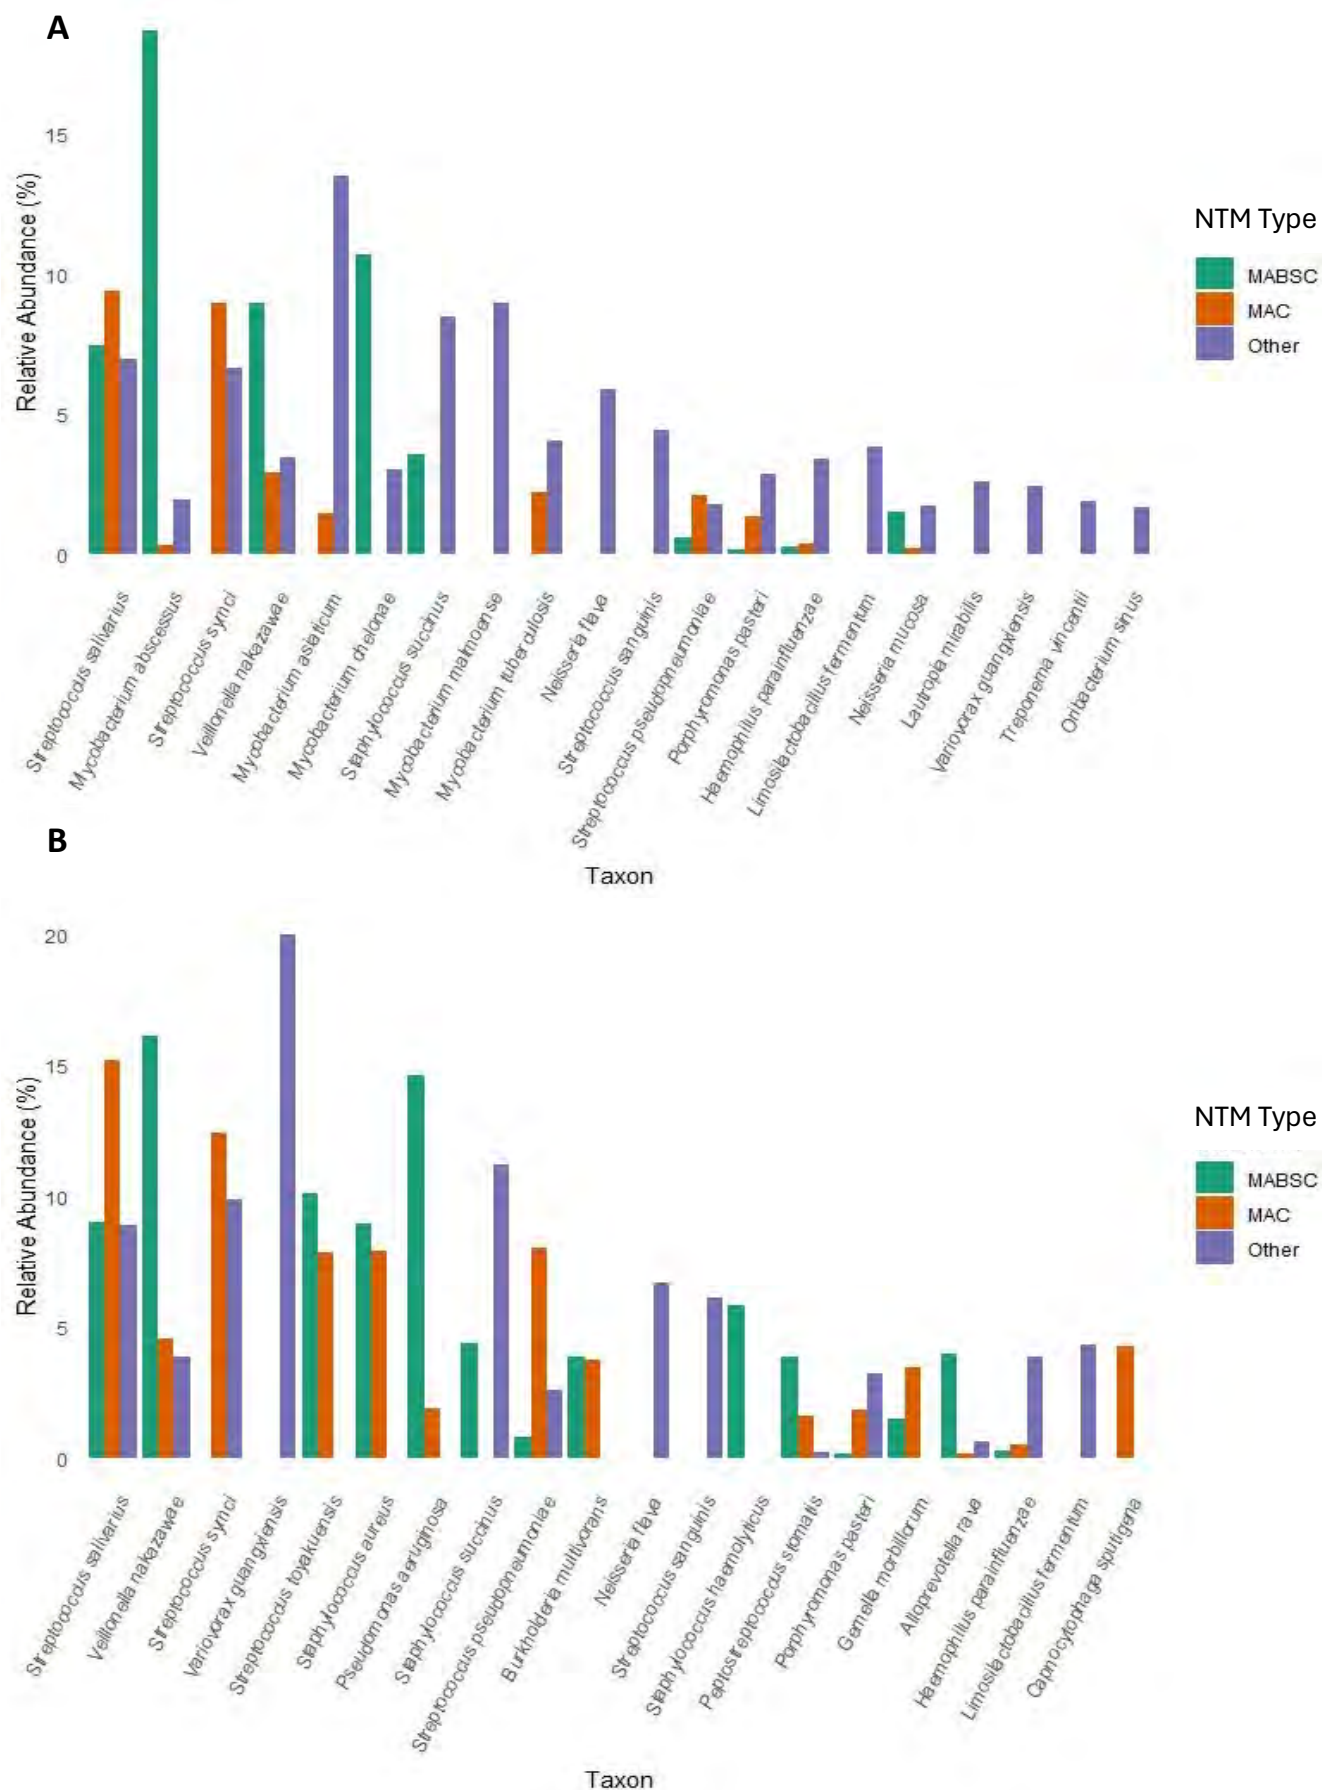 A
15
10
5
0
Relative Abundance (%)
NTM Type
MABSC
MAC
Other
Streptococcus salivarius
Mycobacterium abscessus
Streptococcus synci
Veillonella nakazawae
Mycobacterium asiaticum
Mycobacterium chelonae
Staphylococcus succinus
Mycobacterium malmoense
Mycobacterium tuberculosis
Neisseria flava
Streptococcus sanguinis
Streptococcus pseudopneumoniae
Porphyromonas pasteri
Haemophilus parainfluenzae
Limosilactobacillus fermentum
Neisseria mucosa
Lautropia mirabilis
Variovorax guangxiensis
Treponema vincentii
Oribacterium sinus
Taxon
B
20
15
10
5
0
Relative Abundance (%)
NTM Type
MABSC
MAC
Other
Streptococcus salivarius
Veillonella nakazawae
Streptococcus synci
Variovorax guangxiensis
Streptococcus toyakuensis
Staphylococcus aureus
Pseudomonas aeruginosa
Staphylococcus succinus
Streptococcus pseudopneumoniae
Burkholderia multivorans
Neisseria flava
Streptococcus sanguinis
Staphylococcus haemolyticus
Peptostreptococcus stomatis
Porphyromonas pasteri
Gemella morbillorum
Alloprevotella rava
Haemophilus parainfluenzae
Limosilactobacillus fermentum
Capnocytophaga sputigena
Taxon